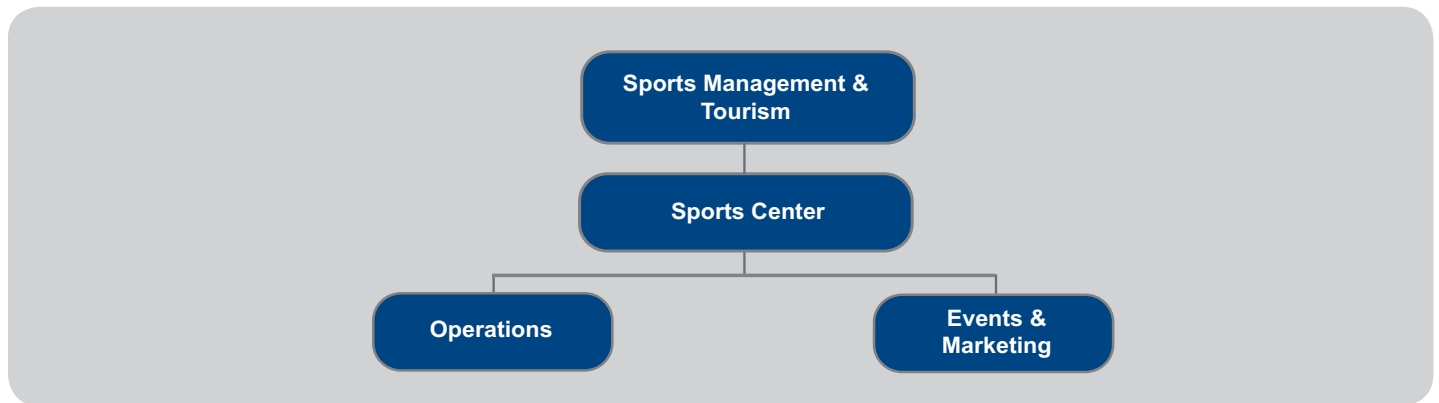 Sports Management &
Tourism
Sports Center
Operations
Events &
Marketing